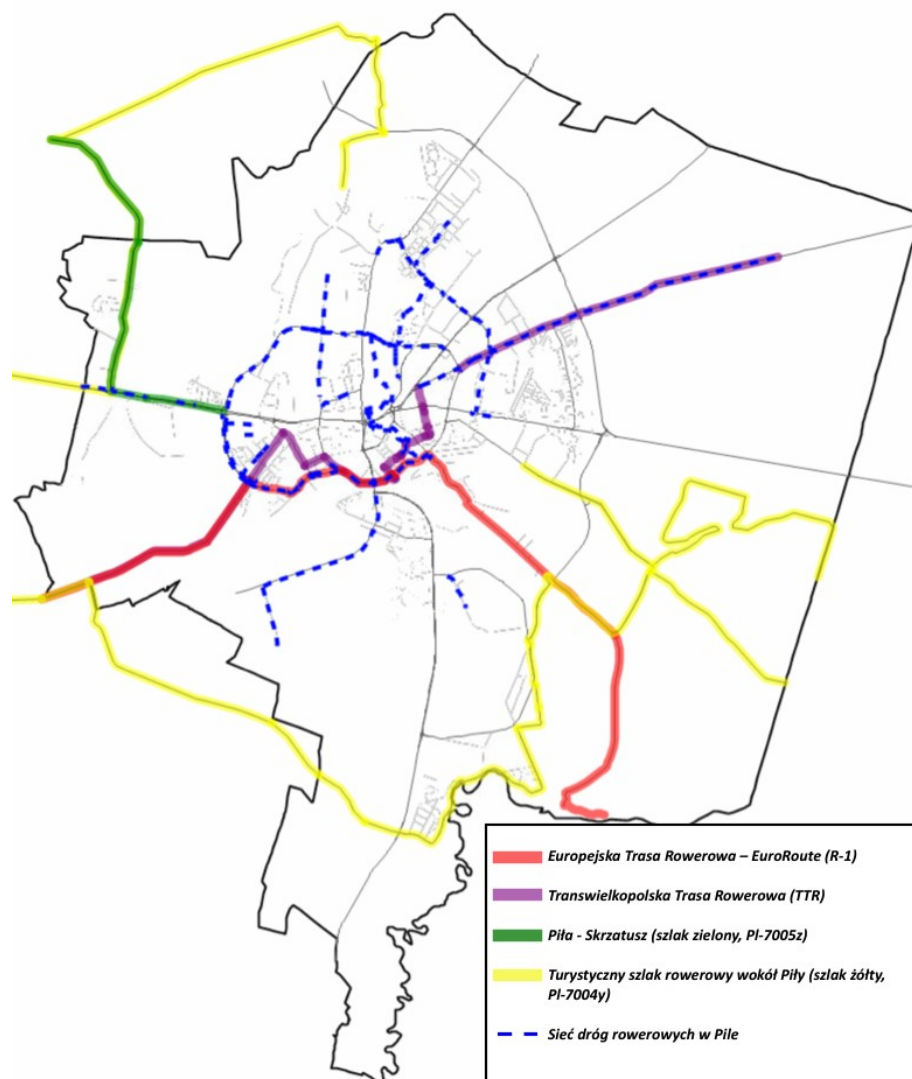 Europejska Trasa Rowerowa – EuroRoute (R-1)
Transwielkopolska Trasa Rowerowa (TTR)
Piła - Skrzatusz (szlak zielony, Pl-7005z)
Turystyczny szlak rowerowy wokół Piły (szlak żółty,
Pl-7004y)
Sieć dróg rowerowych w Pile